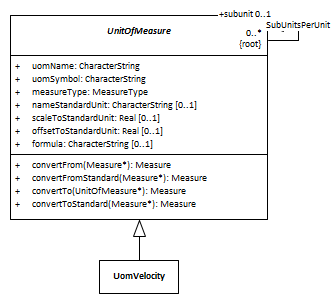 +subunit 0..1
UnitOfMeasure
SubUnitsPerUnit
0..*
{root}
+ uomName: CharacterString
+ uomSymbol: CharacterString
+ measureType: MeasureType
+ nameStandardUnit: CharacterString [0..1]
+ scaleToStandardUnit: Real [0..1]
+ offsetToStandardUnit: Real [0..1]
+ formula: CharacterString [0..1]
+ convertFrom(Measure*): Measure
+ convertFromStandard(Measure*): Measure
+ convertTo(UnitOfMeasure*): Measure
+ convertToStandard(Measure*): Measure
UomVelocity